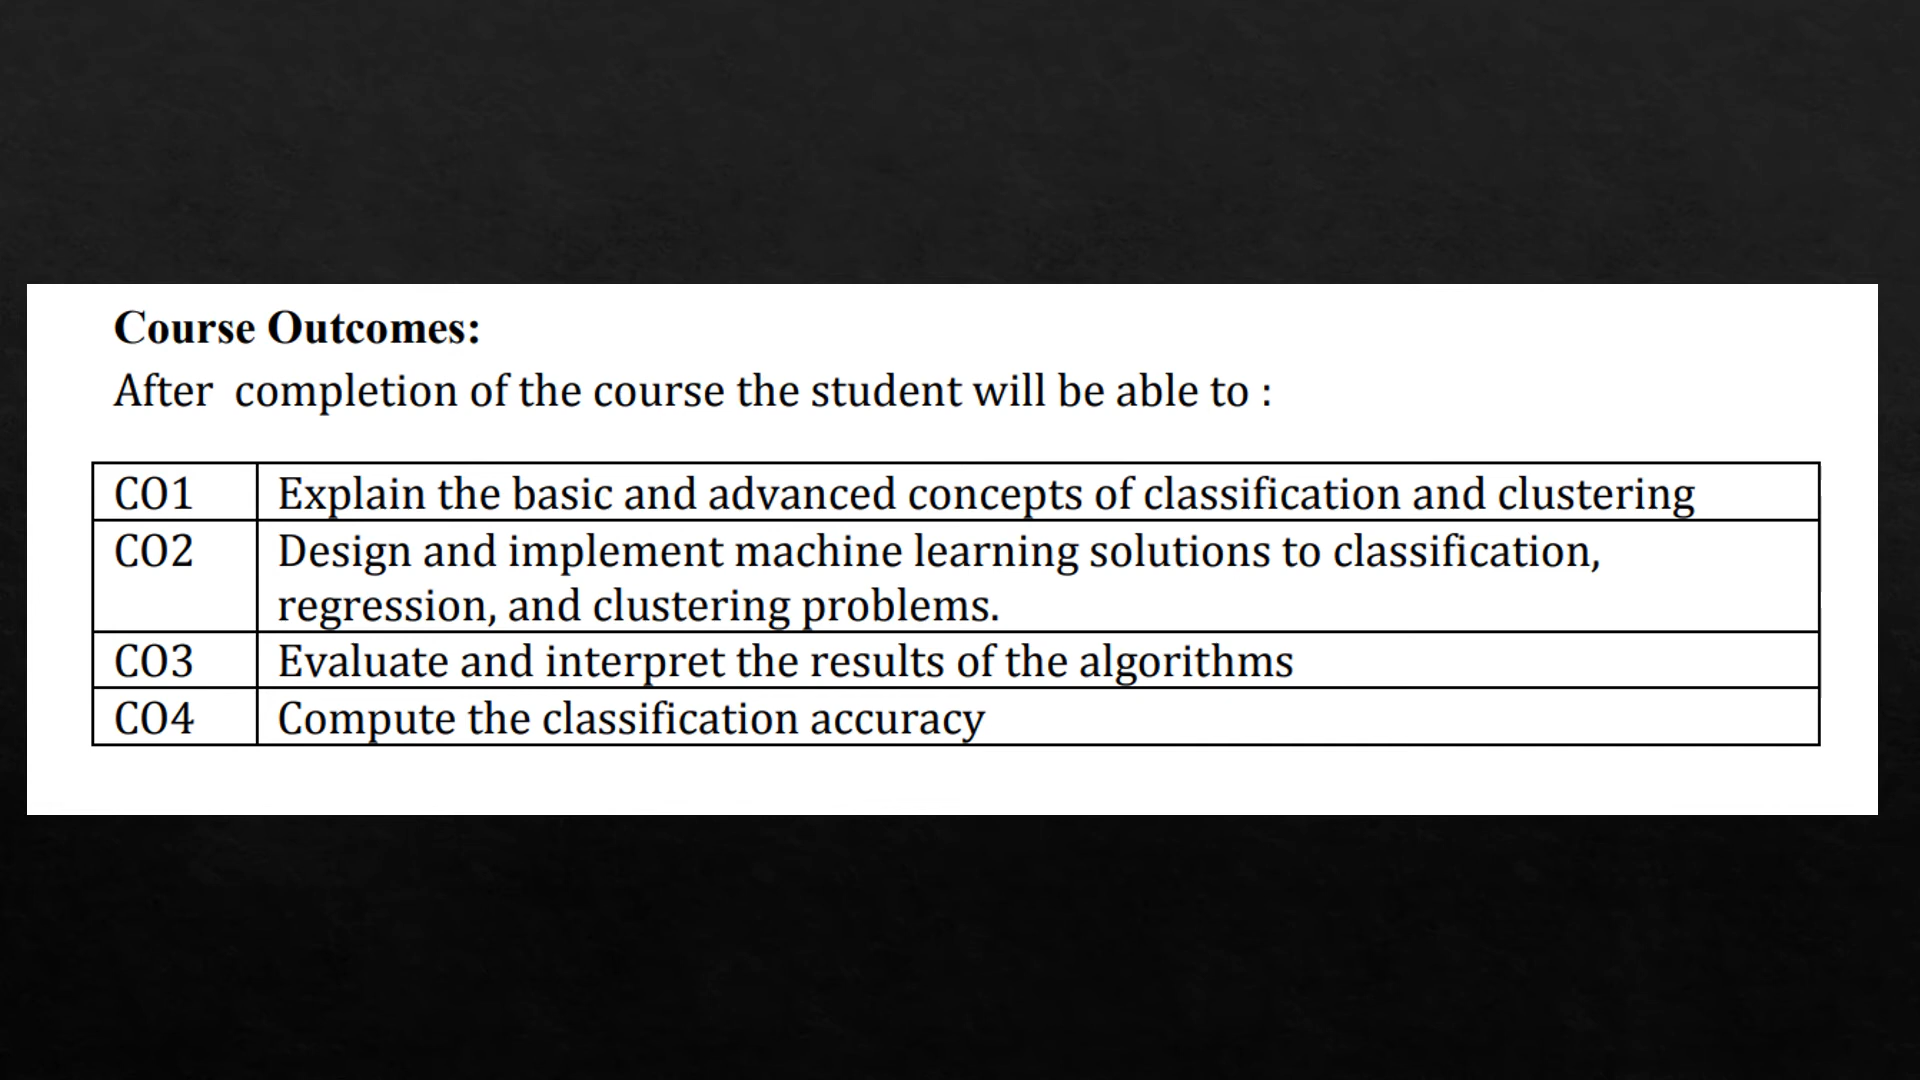 Course Outcomes:
After completion of the course the student will be able to :
CO1 Explain the basic and advanced concepts of classification and clustering
CO2 Design and implement machine learning solutions to classification,
regression, and clustering problems.
CO3 Evaluate and interpret the results of the algorithms
CO4 Compute the classification accuracy